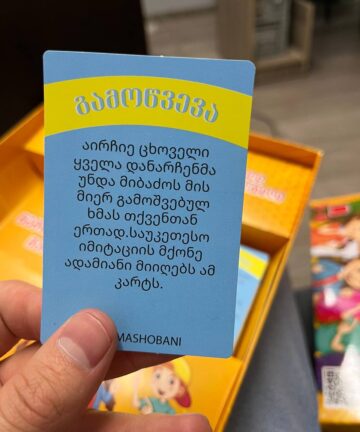 გამოწვევა
აირჩიე ცხოველი
ყველა დანარჩენმა
უნდა მიბაძოს მის
მიერ გამოშვებულ
ხმას თქვენთან
ერთად.საუკეთესო
იმიტაციის მქონე
ადამიანი მიიღებს ამ
კარტს.
MASHOBANI